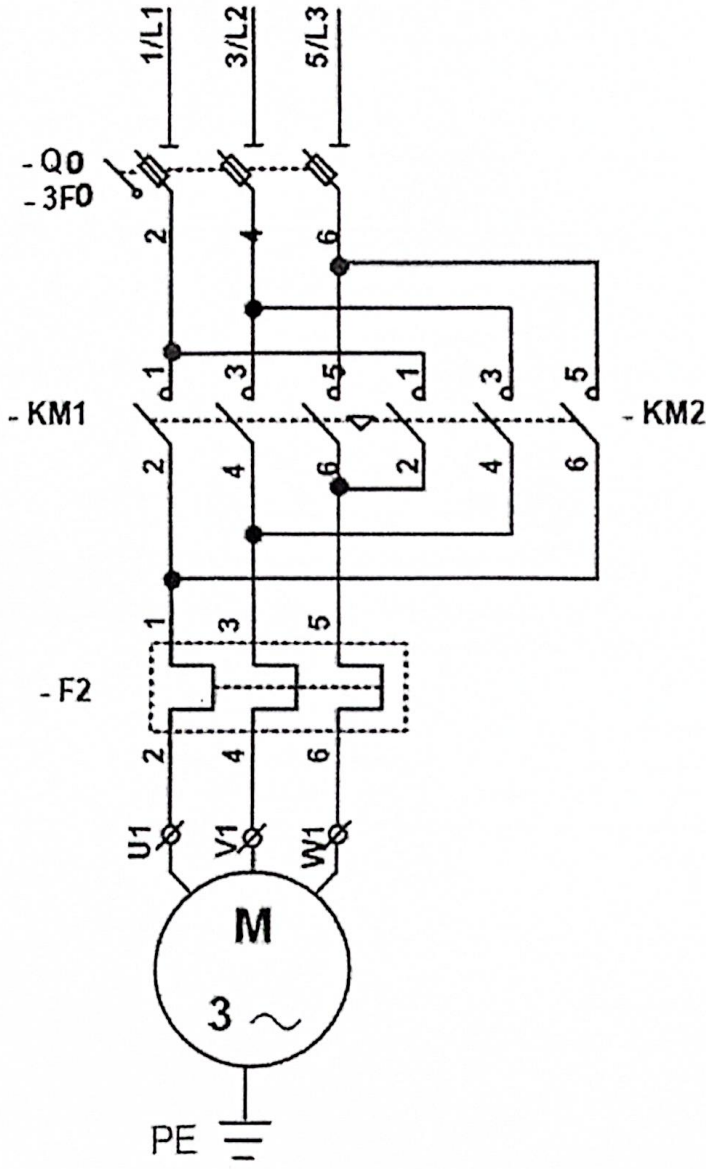 1/L1 3/L2 5/L3
- Q0
- 3F0
2 4 6
1 3 5 1 3 5
- KM1 - KM2
2 4 6 2 4 6
1 3 5
- F2
2 4 6
U1 V1 W1
M
3 ~
PE